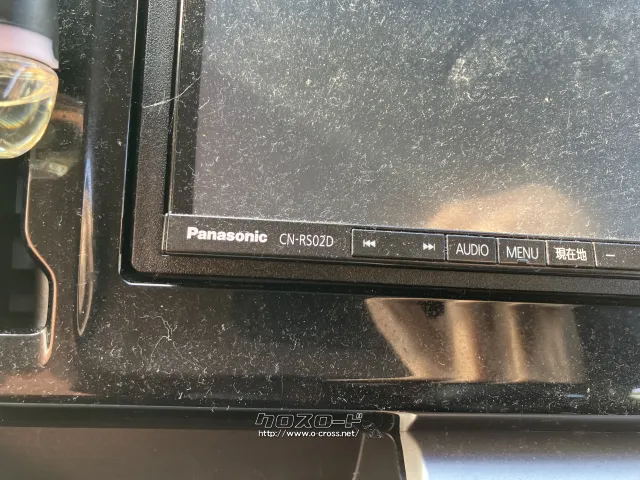 Panasonic CN-RS02D ⏮ ⏭ AUDIO MENU 現在地 −
クロスロード
http://www.o-cross.net/